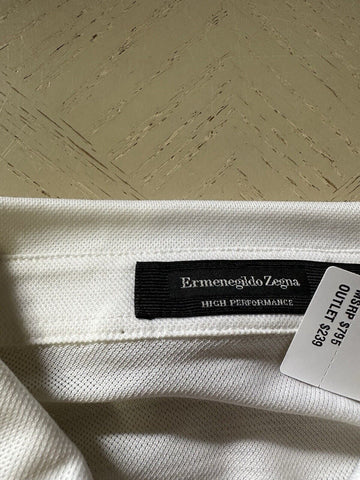 Ermenegildo Zegna
HIGH PERFORMANCE
MSRP $795
OUTLET $239